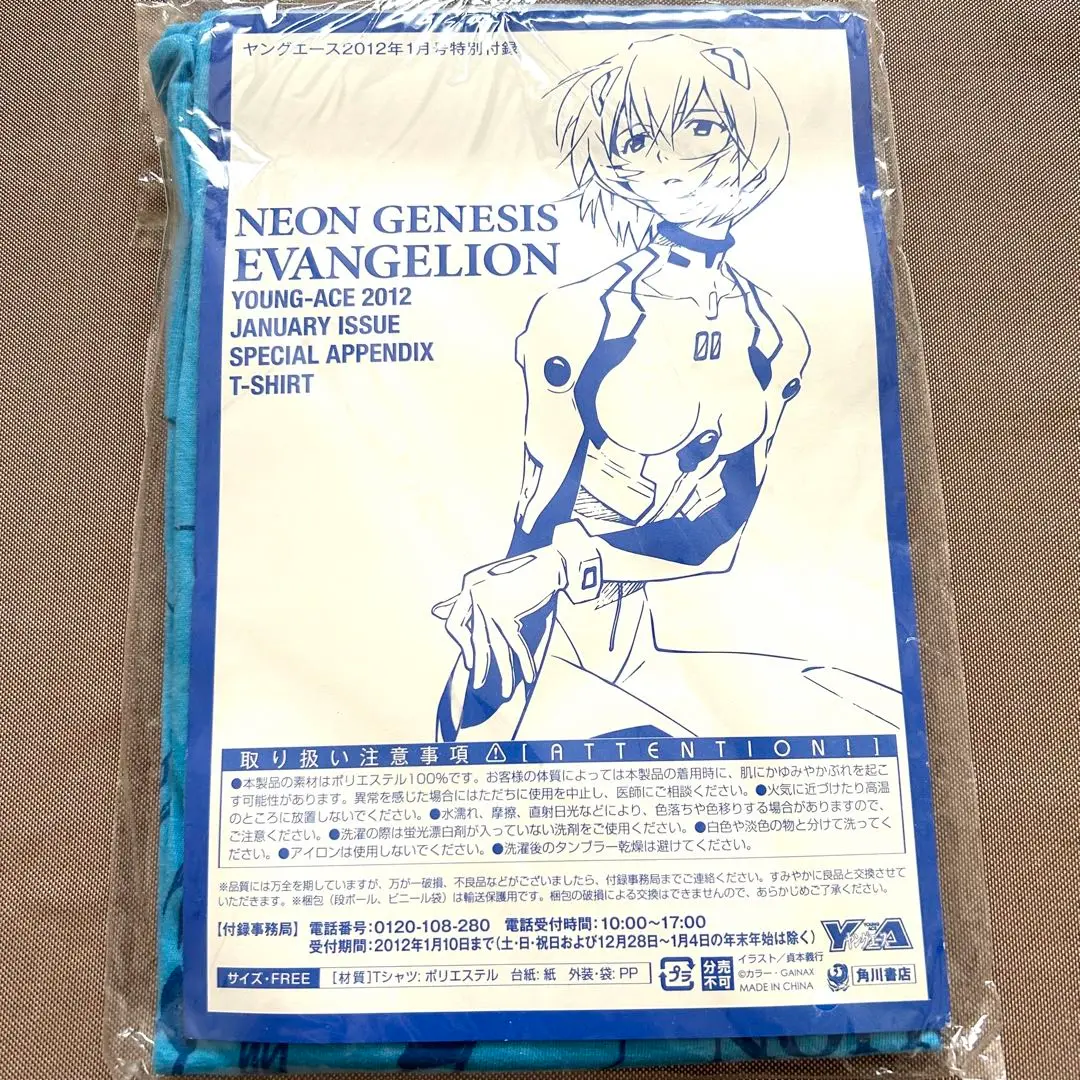 ヤングエース2012年1月号特別付録
NEON GENESIS
EVANGELION
YOUNG-ACE 2012
JANUARY ISSUE
SPECIAL APPENDIX
T-SHIRT
00
取り扱い注意事項⚠[ATTENTION!]
●本製品の素材はポリエステル100%です。お客様の体質によっては本製品の着用時に、肌にかゆみやかぶれを起こ
す可能性があります。異常を感じた場合にはただちに使用を中止し、医師にご相談ください。●火気に近づけたり高温
のところに放置しないでください。●水濡れ、摩擦、直射日光などにより、色落ちや色移りする場合がありますので、
ご注意ください。●洗濯の際は蛍光漂白剤が入っていない洗剤をご使用ください。●白色や淡色の物と分けて洗ってく
ださい。●アイロンは使用しないでください。●洗濯後のタンブラー乾燥は避けてください。
※品質には万全を期していますが、万が一破損、不良品などがございましたら、付録事務局までご連絡ください。すみやかに良品と交換させて
いただきます。※梱包(段ボール、ビニール袋)は輸送保護用です。梱包の破損による交換はできませんので、あらかじめご了承ください。
【付録事務局】電話番号:0120-108-280 電話受付時間:10:00〜17:00
受付期間:2012年1月10日まで(土・日・祝日および12月28日〜1月4日の年末年始は除く)
YA ヤングエース
サイズ・FREE [材質]Tシャツ:ポリエステル 台紙:紙 外装・袋:PP
プラ
分売不可
イラスト/貞本義行
©カラー・GAINAX
MADE IN CHINA
角川書店